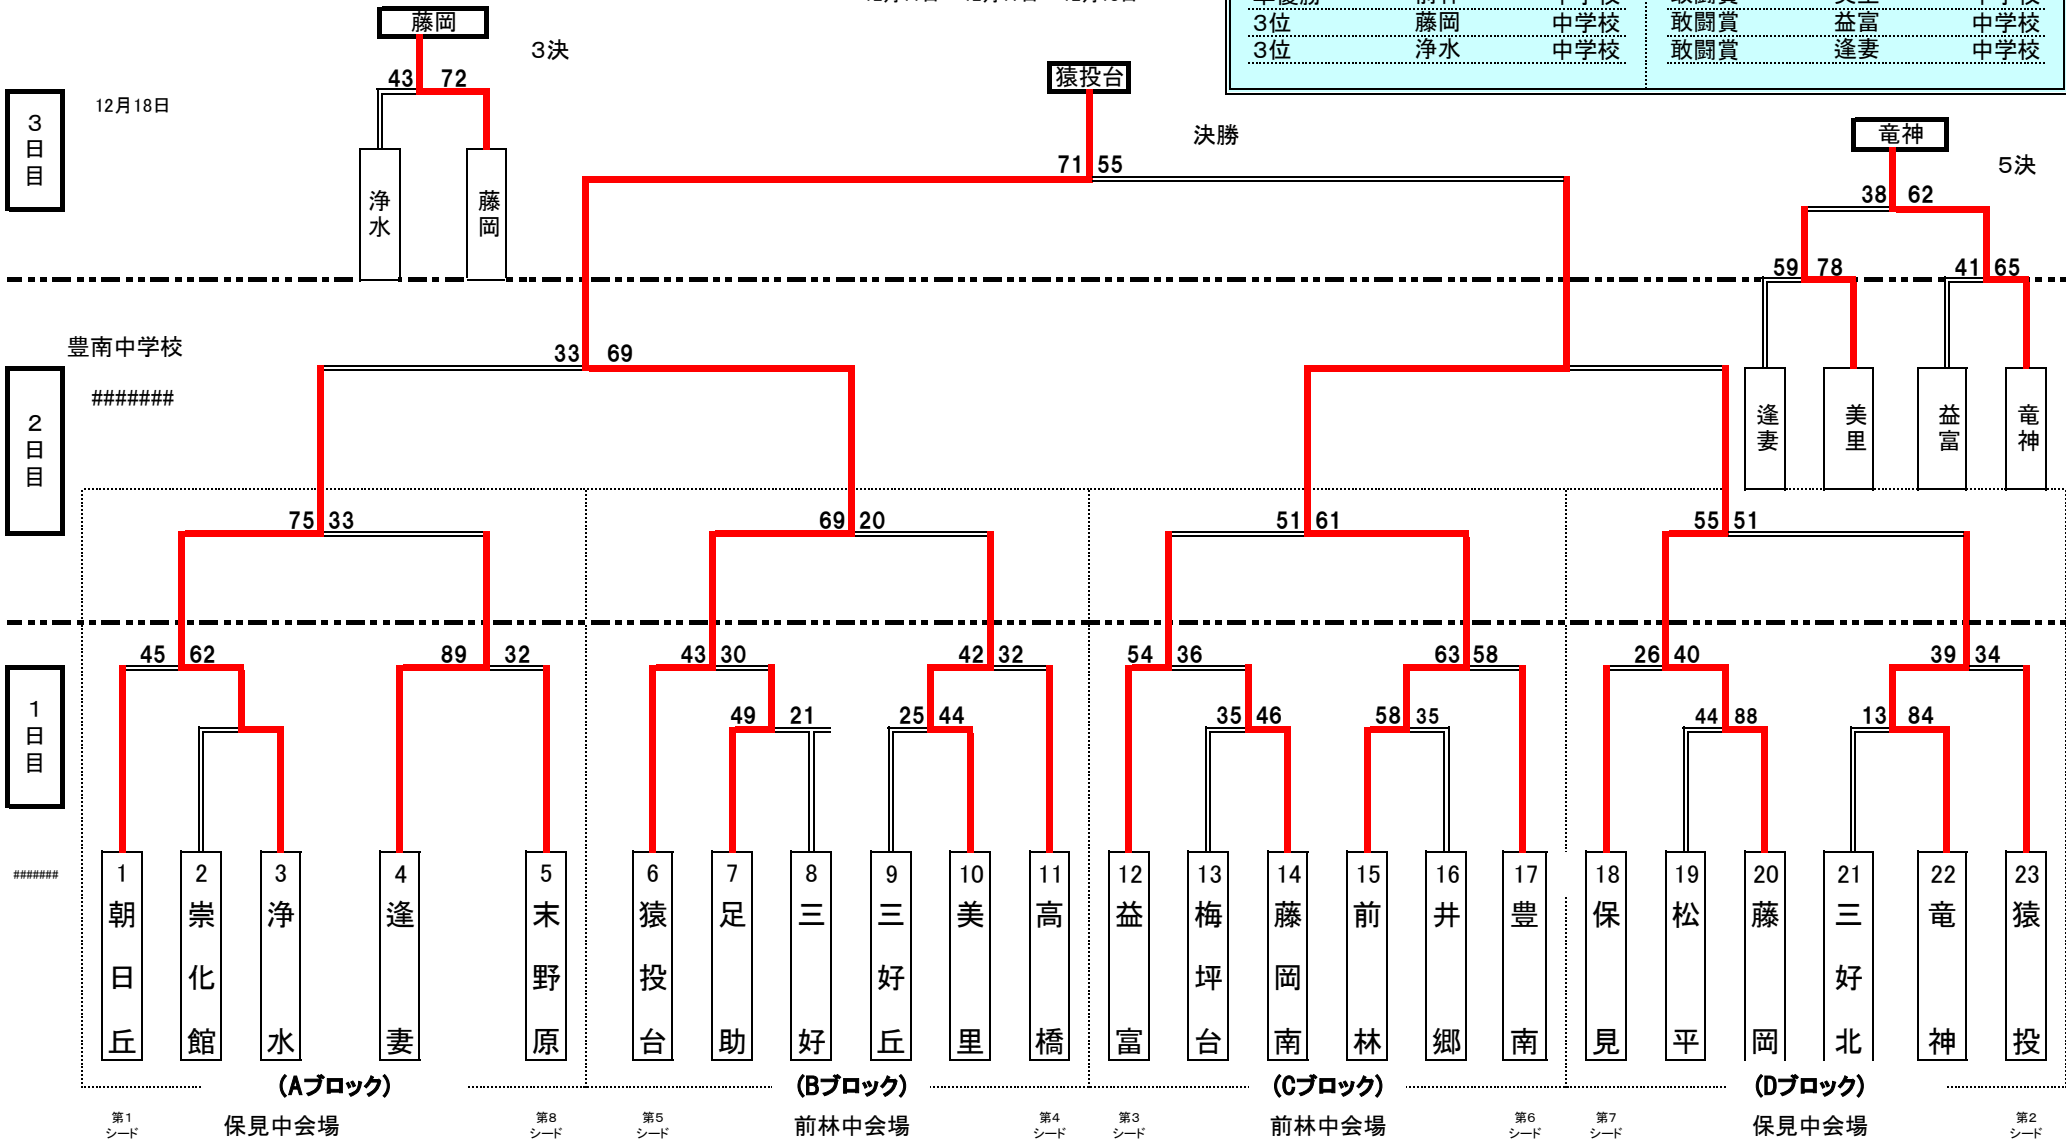 藤岡
3決
43 72
12月18日
3日目
浄水
藤岡
3位 藤岡 中学校 敢闘賞 益富 中学校
3位 浄水 中学校 敢闘賞 逢妻 中学校
猿投台
決勝
71 55
竜神
5決
38 62
59 78
41 65
豊南中学校
#######
2日目
33 69
逢妻
美里
益富
竜神
75 33
69 20
51 61
55 51
1日目
45 62
89 32
43 30
42 32
54 36
63 58
26 40
39 34
49 21
25 44
35 46
58 35
44 88
13 84
#######
1 朝日丘
2 崇化館
3 浄水
4 逢妻
5 末野原
6 猿投台
7 足助
8 三好
9 三好丘
10 美里
11 高橋
12 益富
13 梅坪台
14 藤岡南
15 前林
16 井郷
17 豊南
18 保見
19 松平
20 藤岡
21 三好北
22 竜神
23 猿投
(Aブロック)
(Bブロック)
(Cブロック)
(Dブロック)
第1シード
保見中会場
第8シード
第5シード
前林中会場
第4シード
第3シード
前林中会場
第6シード
第7シード
保見中会場
第2シード